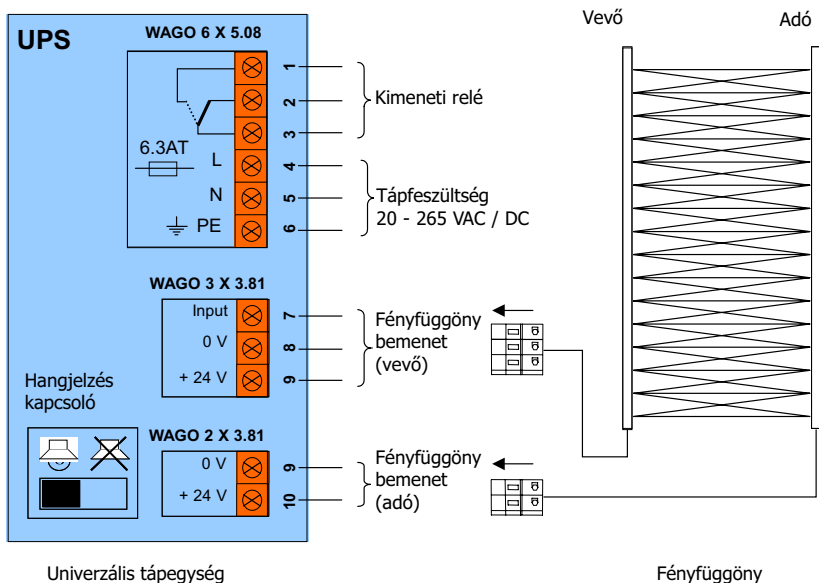 UPS
WAGO 6 X 5.08
1
2
3
Kimeneti relé
6.3AT
L
4
N
5
PE
6
Tápfeszültség
20 - 265 VAC / DC
WAGO 3 X 3.81
Input
7
0 V
8
+ 24 V
9
Fényfüggöny
bemenet
(vevő)
Hangjelzés
kapcsoló
WAGO 2 X 3.81
0 V
9
+ 24 V
10
Fényfüggöny
bemenet
(adó)
Vevő
Adó
Univerzális tápegység
Fényfüggöny